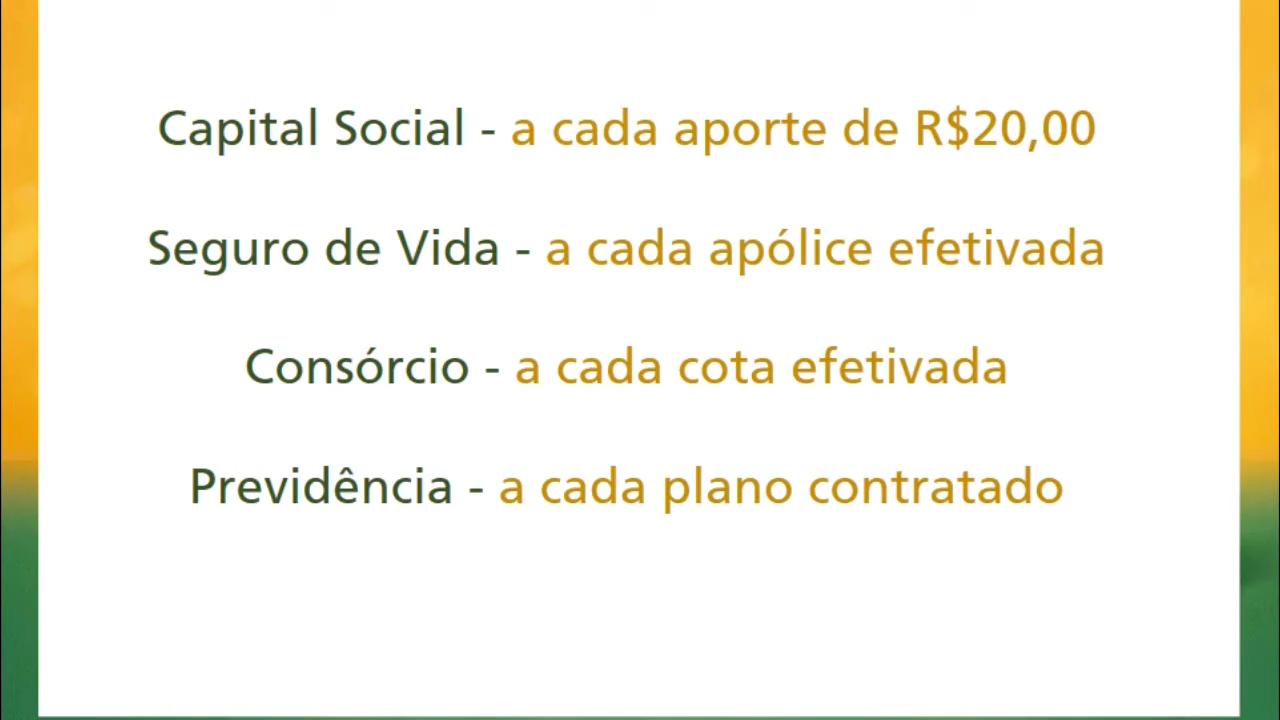 Capital Social - a cada aporte de R$20,00
Seguro de Vida - a cada apólice efetivada
Consórcio - a cada cota efetivada
Previdência - a cada plano contratado